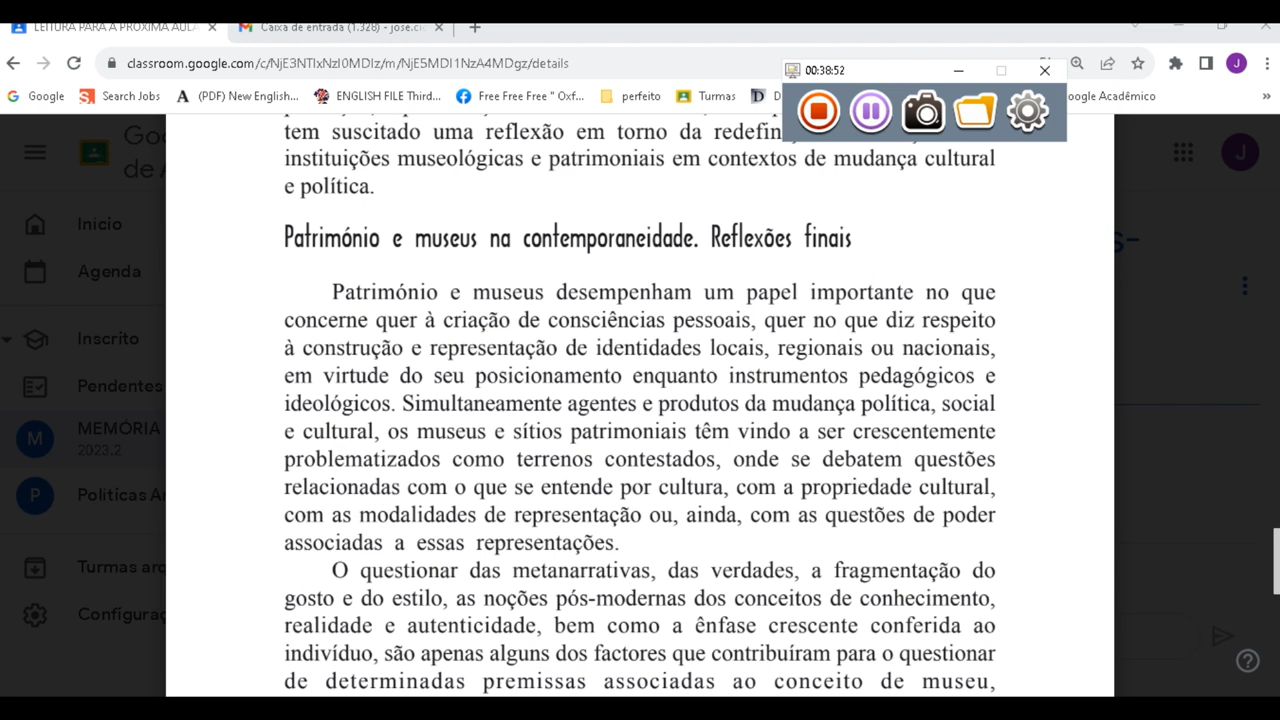 LEITURA PARA A PRÓXIMA AULA
Caixa de entrada (1.328) - jose.cle
classroom.google.com/c/NjE3NTIxNzI0MDIz/m/NjE5MDI1NzA4MDgz/details
00:38:52
J
Google
Search Jobs
(PDF) New English...
ENGLISH FILE Third...
Free Free Free " Oxf...
perfeito
Turmas
D
oogle Acadêmico
Goo
de A
J
Início
Agenda
Inscrito
Pendentes
MEMÓRIA
2023.2
M
P
Políticas Ar
Turmas arq
Configuraç
s-
tem suscitado uma reflexão em torno da redefin
instituições museológicas e patrimoniais em contextos de mudança cultural
e política.
Património e museus na contemporaneidade. Reflexões finais
Património e museus desempenham um papel importante no que
concerne quer à criação de consciências pessoais, quer no que diz respeito
à construção e representação de identidades locais, regionais ou nacionais,
em virtude do seu posicionamento enquanto instrumentos pedagógicos e
ideológicos. Simultaneamente agentes e produtos da mudança política, social
e cultural, os museus e sítios patrimoniais têm vindo a ser crescentemente
problematizados como terrenos contestados, onde se debatem questões
relacionadas com o que se entende por cultura, com a propriedade cultural,
com as modalidades de representação ou, ainda, com as questões de poder
associadas a essas representações.
O questionar das metanarrativas, das verdades, a fragmentação do
gosto e do estilo, as noções pós-modernas dos conceitos de conhecimento,
realidade e autenticidade, bem como a ênfase crescente conferida ao
indivíduo, são apenas alguns dos factores que contribuíram para o questionar
de determinadas premissas associadas ao conceito de museu,